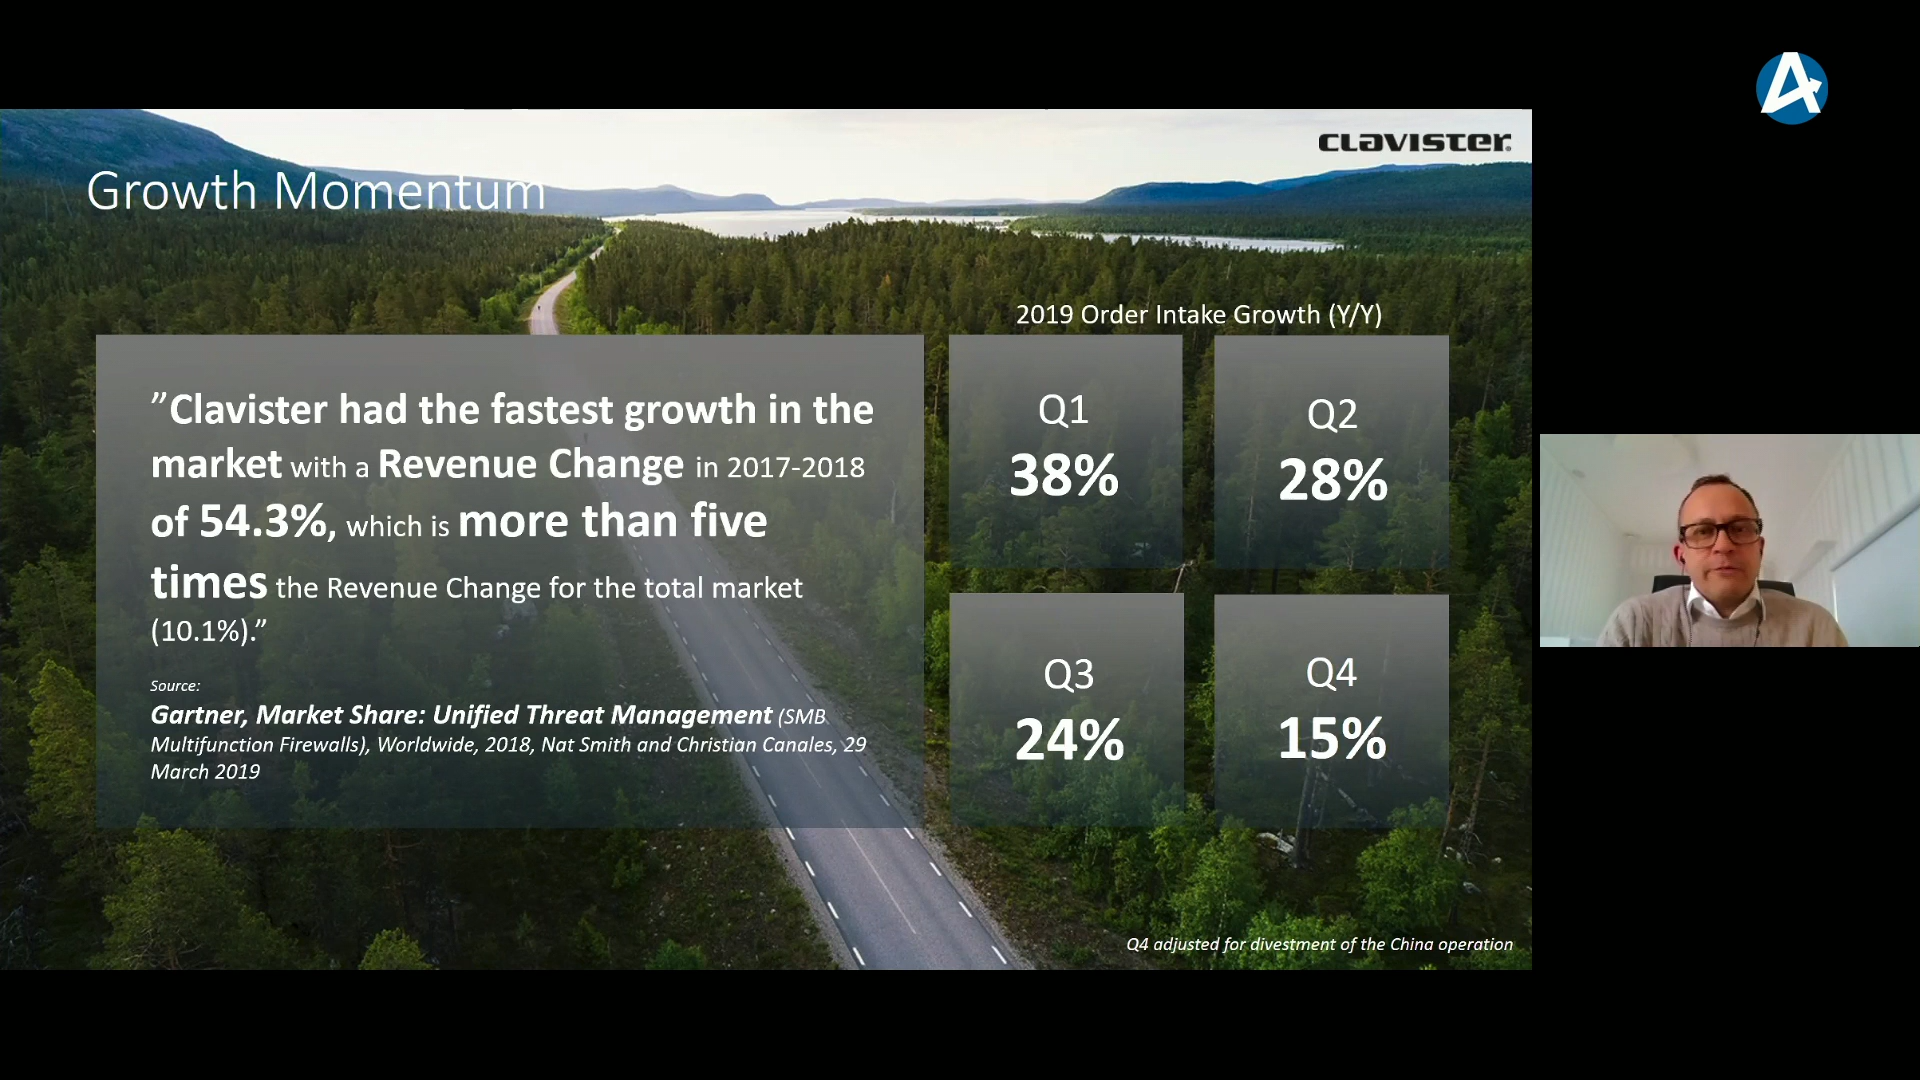 CLAVISTER
Growth Momentum
2019 Order Intake Growth (Y/Y)
”Clavister had the fastest growth in the
market with a Revenue Change in 2017-2018
of 54.3%, which is more than five
times the Revenue Change for the total market
(10.1%).”
Source:
Gartner, Market Share: Unified Threat Management (SMB
Multifunction Firewalls), Worldwide, 2018, Nat Smith and Christian Canales, 29
March 2019
Q1
38%
Q2
28%
Q3
24%
Q4
15%
Q4 adjusted for divestment of the China operation